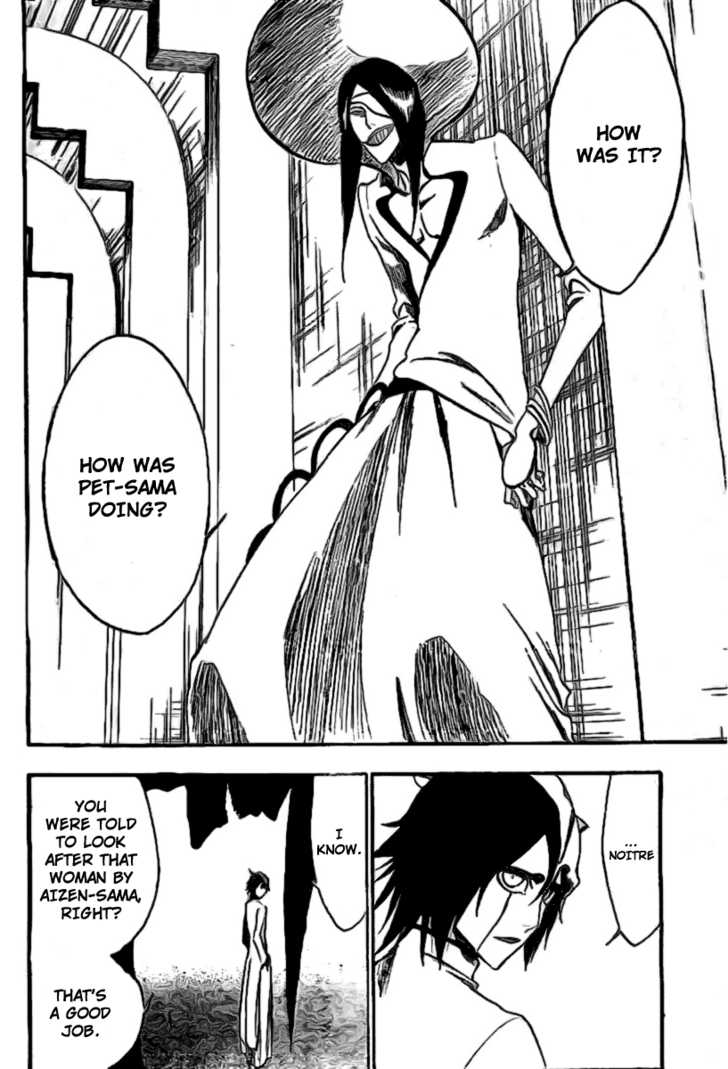 HOW
WAS IT?
HOW WAS
PET-SAMA
DOING?
...
NOITRE
I
KNOW.
YOU
WERE TOLD
TO LOOK
AFTER THAT
WOMAN BY
AIZEN-SAMA,
RIGHT?
THAT'S
A GOOD
JOB.